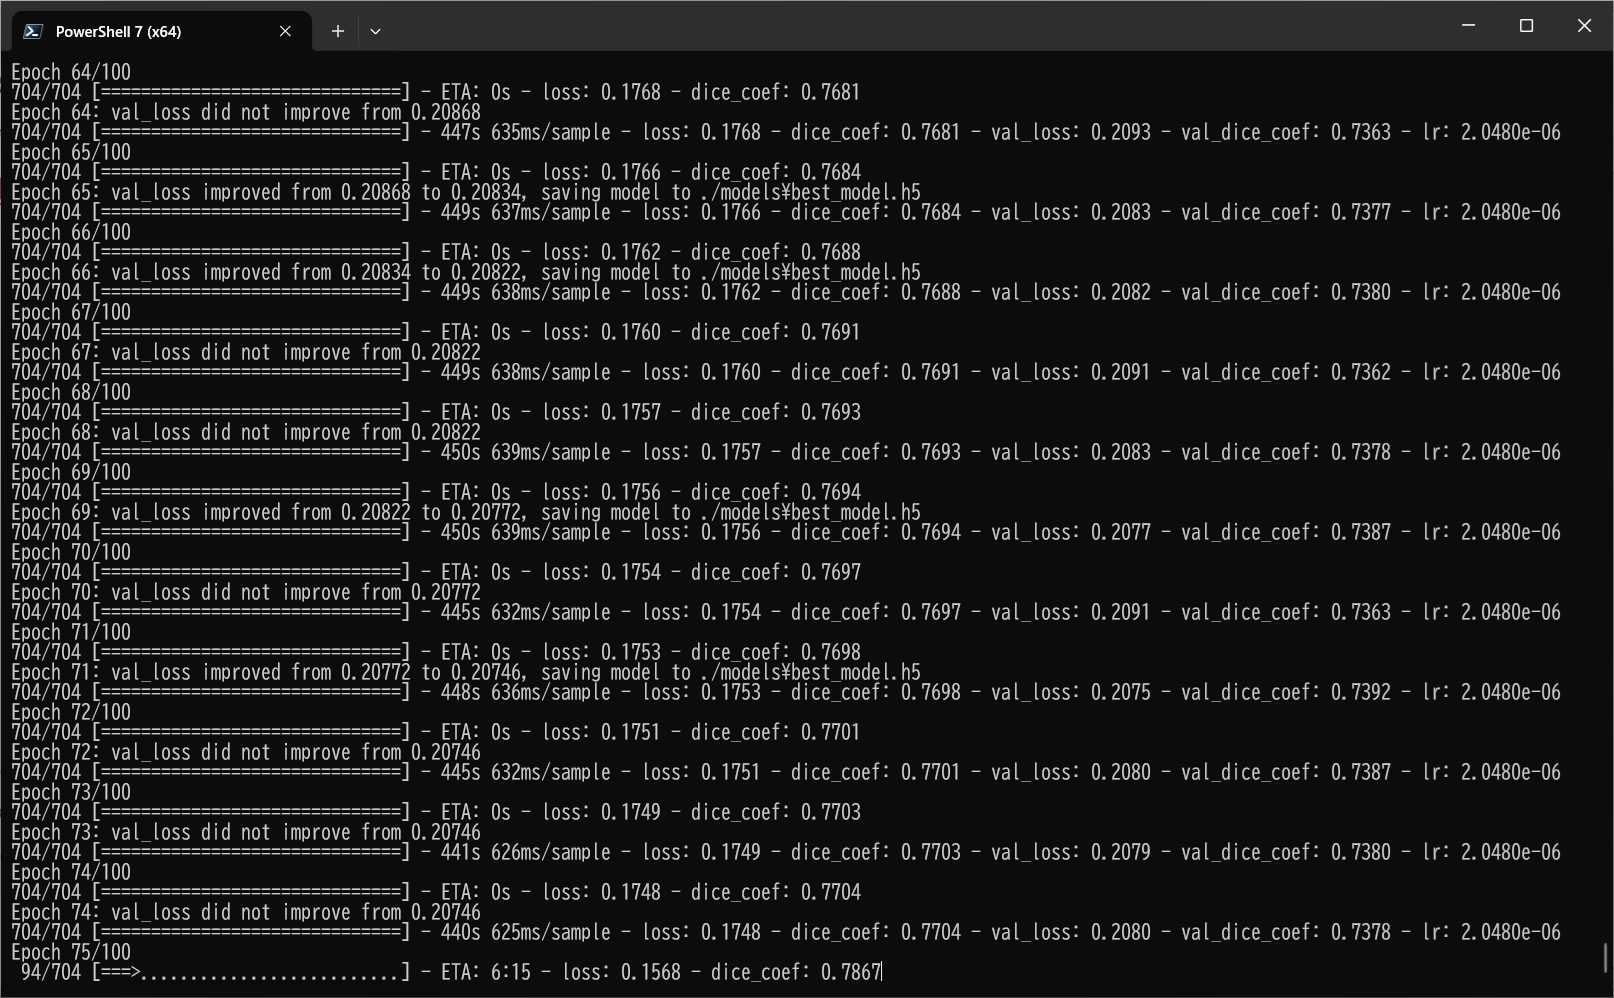 PowerShell 7 (x64)
Epoch 64/100
704/704 [==============================] - ETA: 0s - loss: 0.1768 - dice_coef: 0.7681
Epoch 64: val_loss did not improve from 0.20868
704/704 [==============================] - 447s 635ms/sample - loss: 0.1768 - dice_coef: 0.7681 - val_loss: 0.2093 - val_dice_coef: 0.7363 - lr: 2.0480e-06
Epoch 65/100
704/704 [==============================] - ETA: 0s - loss: 0.1766 - dice_coef: 0.7684
Epoch 65: val_loss improved from 0.20868 to 0.20834, saving model to ./models¥best_model.h5
704/704 [==============================] - 449s 637ms/sample - loss: 0.1766 - dice_coef: 0.7684 - val_loss: 0.2083 - val_dice_coef: 0.7377 - lr: 2.0480e-06
Epoch 66/100
704/704 [==============================] - ETA: 0s - loss: 0.1762 - dice_coef: 0.7688
Epoch 66: val_loss improved from 0.20834 to 0.20822, saving model to ./models¥best_model.h5
704/704 [==============================] - 449s 638ms/sample - loss: 0.1762 - dice_coef: 0.7688 - val_loss: 0.2082 - val_dice_coef: 0.7380 - lr: 2.0480e-06
Epoch 67/100
704/704 [==============================] - ETA: 0s - loss: 0.1760 - dice_coef: 0.7691
Epoch 67: val_loss did not improve from 0.20822
704/704 [==============================] - 449s 638ms/sample - loss: 0.1760 - dice_coef: 0.7691 - val_loss: 0.2091 - val_dice_coef: 0.7362 - lr: 2.0480e-06
Epoch 68/100
704/704 [==============================] - ETA: 0s - loss: 0.1757 - dice_coef: 0.7693
Epoch 68: val_loss did not improve from 0.20822
704/704 [==============================] - 450s 639ms/sample - loss: 0.1757 - dice_coef: 0.7693 - val_loss: 0.2083 - val_dice_coef: 0.7378 - lr: 2.0480e-06
Epoch 69/100
704/704 [==============================] - ETA: 0s - loss: 0.1756 - dice_coef: 0.7694
Epoch 69: val_loss improved from 0.20822 to 0.20772, saving model to ./models¥best_model.h5
704/704 [==============================] - 450s 639ms/sample - loss: 0.1756 - dice_coef: 0.7694 - val_loss: 0.2077 - val_dice_coef: 0.7387 - lr: 2.0480e-06
Epoch 70/100
704/704 [==============================] - ETA: 0s - loss: 0.1754 - dice_coef: 0.7697
Epoch 70: val_loss did not improve from 0.20772
704/704 [==============================] - 445s 632ms/sample - loss: 0.1754 - dice_coef: 0.7697 - val_loss: 0.2091 - val_dice_coef: 0.7363 - lr: 2.0480e-06
Epoch 71/100
704/704 [==============================] - ETA: 0s - loss: 0.1753 - dice_coef: 0.7698
Epoch 71: val_loss improved from 0.20772 to 0.20746, saving model to ./models¥best_model.h5
704/704 [==============================] - 448s 636ms/sample - loss: 0.1753 - dice_coef: 0.7698 - val_loss: 0.2075 - val_dice_coef: 0.7392 - lr: 2.0480e-06
Epoch 72/100
704/704 [==============================] - ETA: 0s - loss: 0.1751 - dice_coef: 0.7701
Epoch 72: val_loss did not improve from 0.20746
704/704 [==============================] - 445s 632ms/sample - loss: 0.1751 - dice_coef: 0.7701 - val_loss: 0.2080 - val_dice_coef: 0.7387 - lr: 2.0480e-06
Epoch 73/100
704/704 [==============================] - ETA: 0s - loss: 0.1749 - dice_coef: 0.7703
Epoch 73: val_loss did not improve from 0.20746
704/704 [==============================] - 441s 626ms/sample - loss: 0.1749 - dice_coef: 0.7703 - val_loss: 0.2079 - val_dice_coef: 0.7380 - lr: 2.0480e-06
Epoch 74/100
704/704 [==============================] - ETA: 0s - loss: 0.1748 - dice_coef: 0.7704
Epoch 74: val_loss did not improve from 0.20746
704/704 [==============================] - 440s 625ms/sample - loss: 0.1748 - dice_coef: 0.7704 - val_loss: 0.2080 - val_dice_coef: 0.7378 - lr: 2.0480e-06
Epoch 75/100
94/704 [===>..........................] - ETA: 6:15 - loss: 0.1568 - dice_coef: 0.7867